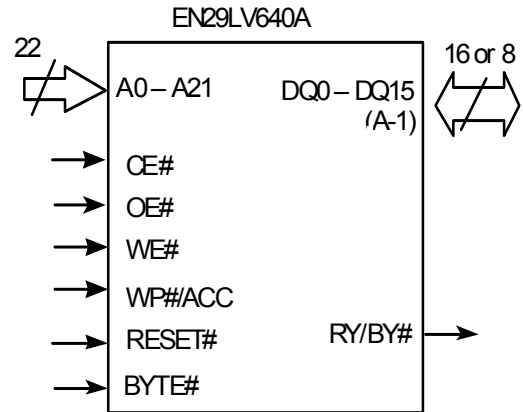 EN29LV640A
22
16 or 8
A0 – A21
DQ0 – DQ15
(A-1)
CE#
OE#
WE#
WP#/ACC
RESET#
RY/BY#
BYTE#